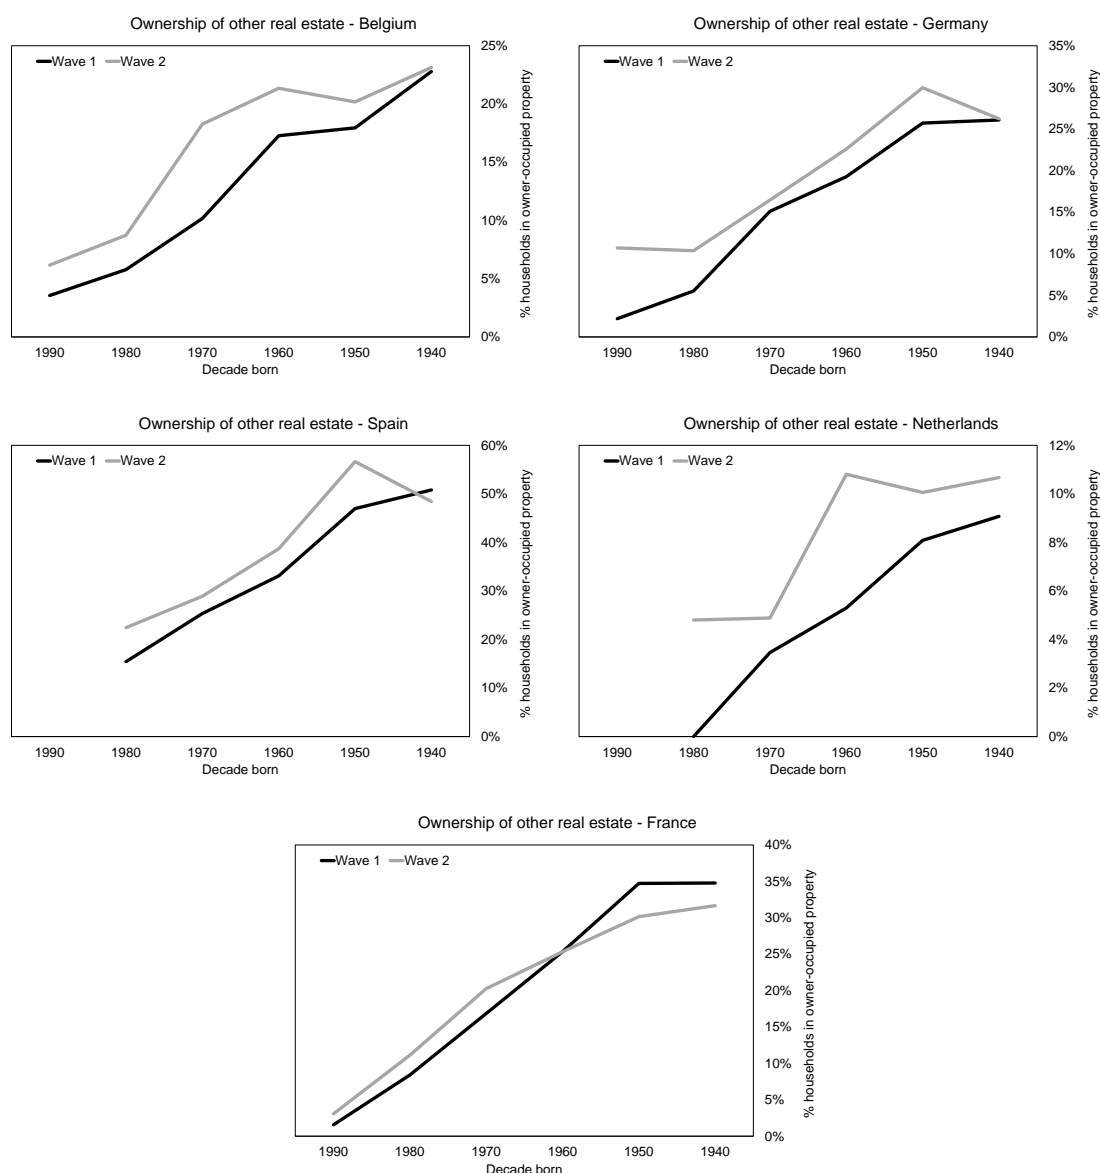 Ownership of other real estate - Belgium
Wave 1 Wave 2
25%
20%
15%
10%
5%
0%
% households in owner-occupied property
1990 1980 1970 1960 1950 1940
Decade born
Ownership of other real estate - Germany
Wave 1 Wave 2
35%
30%
25%
20%
15%
10%
5%
0%
% households in owner-occupied property
1990 1980 1970 1960 1950 1940
Decade born
Ownership of other real estate - Spain
Wave 1 Wave 2
60%
50%
40%
30%
20%
10%
0%
% households in owner-occupied property
1990 1980 1970 1960 1950 1940
Decade born
Ownership of other real estate - Netherlands
Wave 1 Wave 2
12%
10%
8%
6%
4%
2%
0%
% households in owner-occupied property
1990 1980 1970 1960 1950 1940
Decade born
Ownership of other real estate - France
Wave 1 Wave 2
40%
35%
30%
25%
20%
15%
10%
5%
0%
% households in owner-occupied property
1990 1980 1970 1960 1950 1940
Decade born